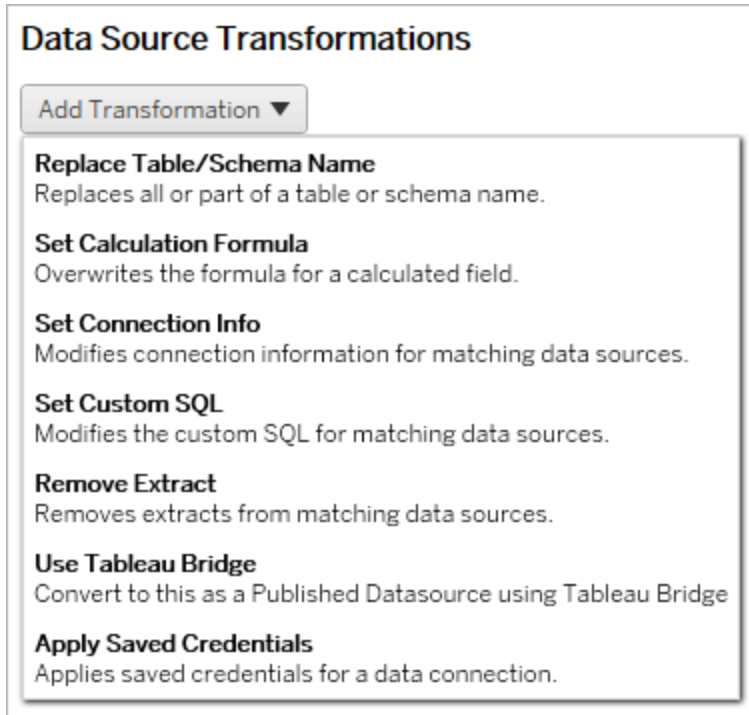 Data Source Transformations
Add Transformation ▼
Replace Table/Schema Name
Replaces all or part of a table or schema name.
Set Calculation Formula
Overwrites the formula for a calculated field.
Set Connection Info
Modifies connection information for matching data sources.
Set Custom SQL
Modifies the custom SQL for matching data sources.
Remove Extract
Removes extracts from matching data sources.
Use Tableau Bridge
Convert to this as a Published Datasource using Tableau Bridge
Apply Saved Credentials
Applies saved credentials for a data connection.